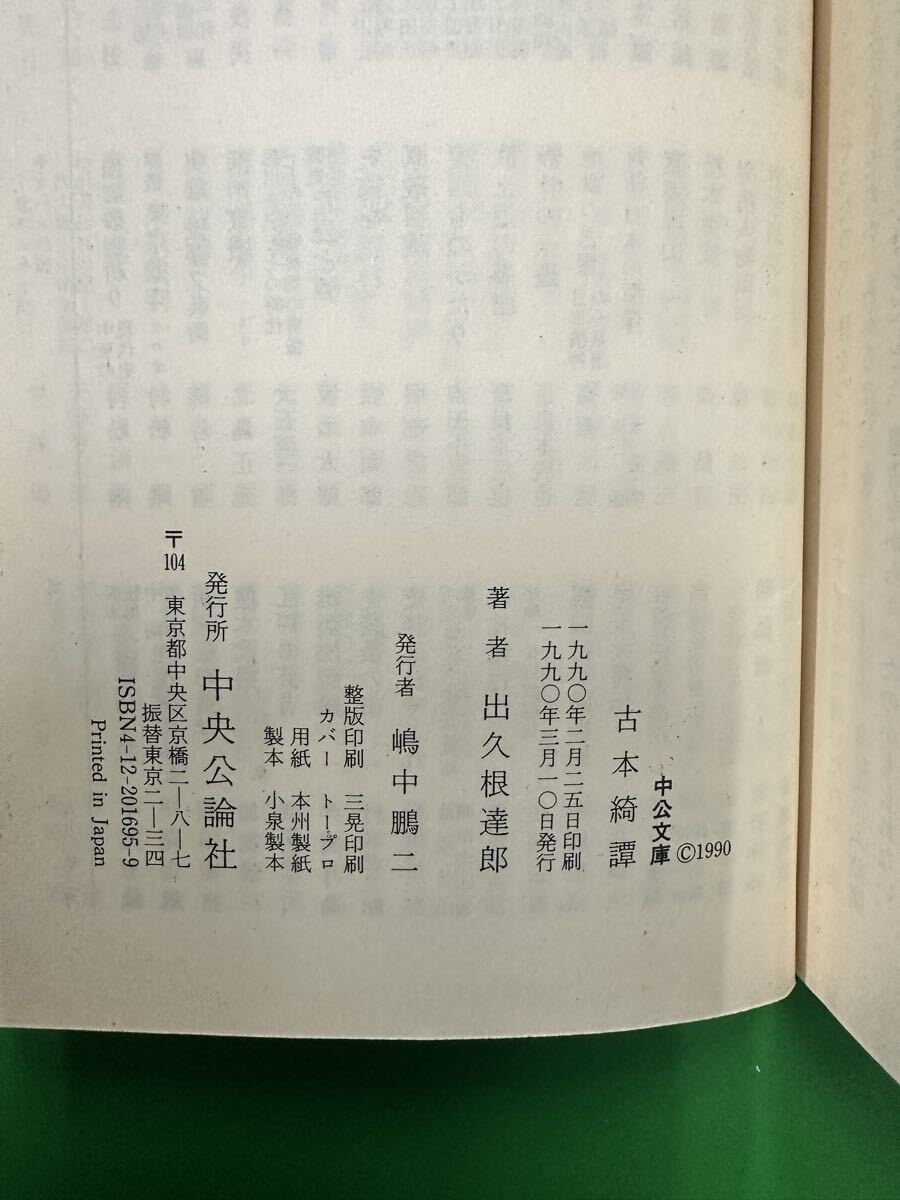 中公文庫 ©1990
古本綺譚
一九九〇年二月二五日印刷
一九九〇年三月一〇日発行
著者 出久根達郎
発行者 嶋中鵬二
整版印刷 三晃印刷
カバー トープロ
用紙 本州製紙
製本 小泉製本
発行所 中央公論社
〒104 東京都中央区京橋二―八―七
振替東京二―三四
ISBN4-12-201695-9
Printed in Japan